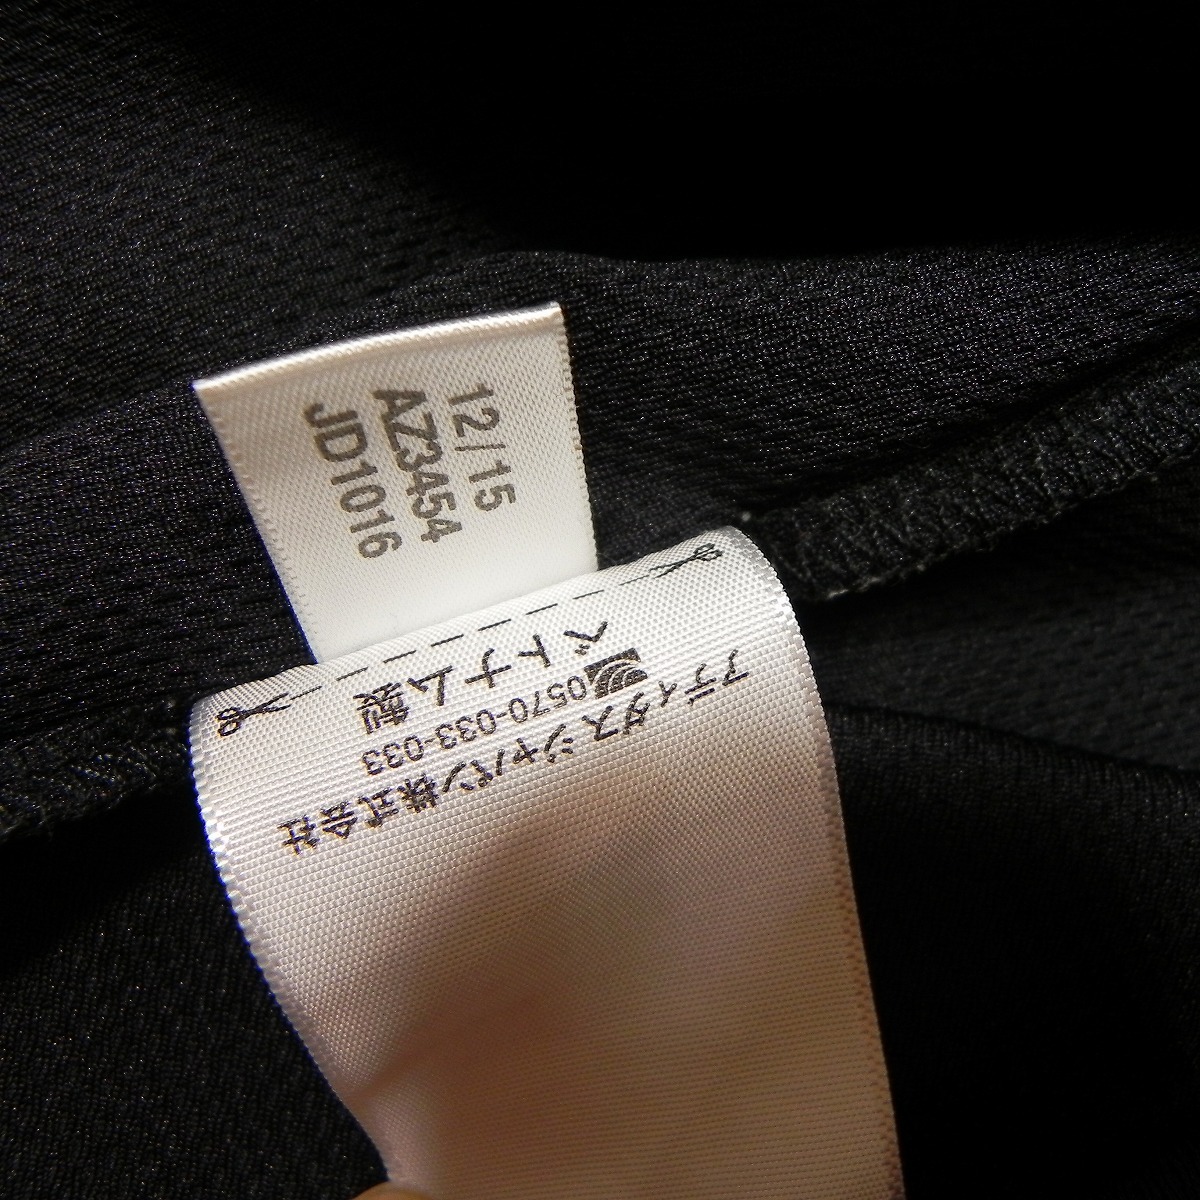 12/15
AZ3454
JD1016
アディダス ジャパン株式会社
0570-033-033
ベトナム製